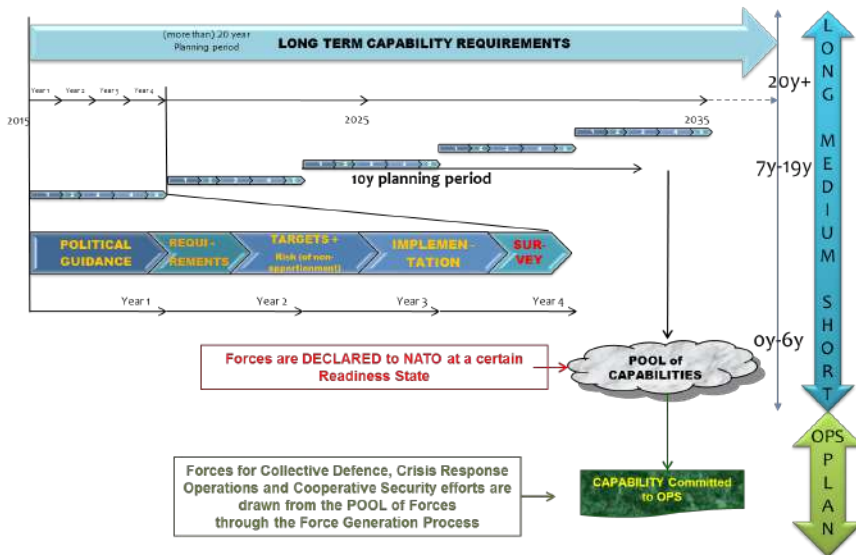 (more than) 20 year
Planning period
LONG TERM CAPABILITY REQUIREMENTS
Year 1
Year 2
Year 3
Year 4
20y+
2015
2025
2035
10y planning period
7y-19y
POLITICAL
GUIDANCE
REQUI-
REMENTS
TARGETS +
Risk (of non-
apportionment)
IMPLEMEN-
TATION
SUR-
VEY
Year 1
Year 2
Year 3
Year 4
0y-6y
Forces are DECLARED to NATO at a certain
Readiness State
POOL of
CAPABILITIES
Forces for Collective Defence, Crisis Response
Operations and Cooperative Security efforts are
drawn from the POOL of Forces
through the Force Generation Process
CAPABILITY Committed
to OPS
LONG MEDIUM SHORT
OPS
PLAN